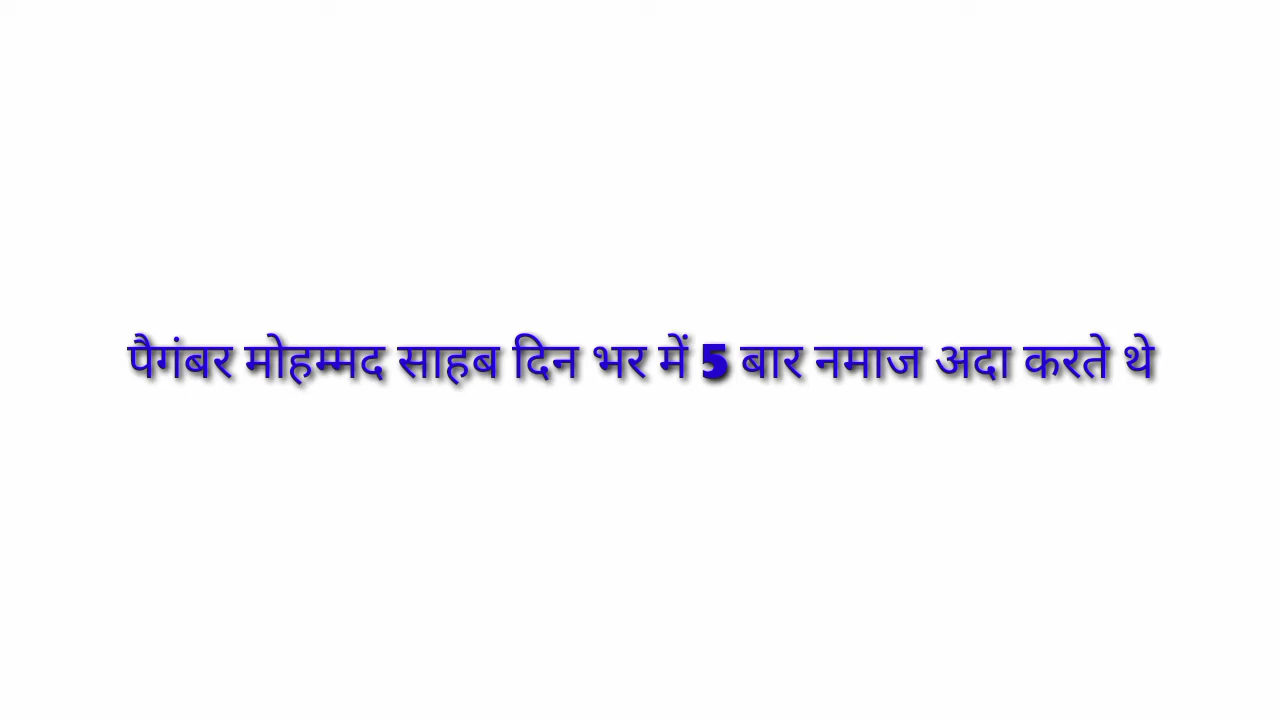 पैगंबर मोहम्मद साहब दिन भर में 5 बार नमाज अदा करते थे